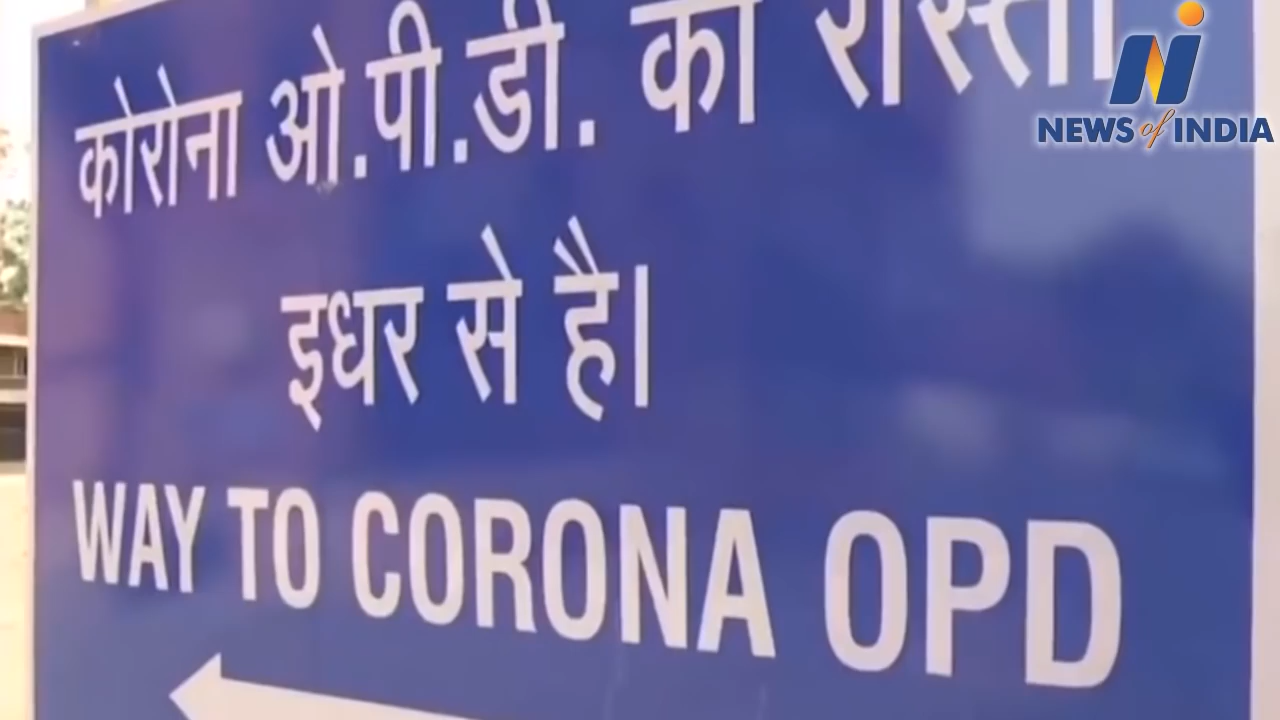 कोरोना ओ.पी.डी. का रास्ता
इधर से है।
WAY TO CORONA OPD
NEWS of INDIA